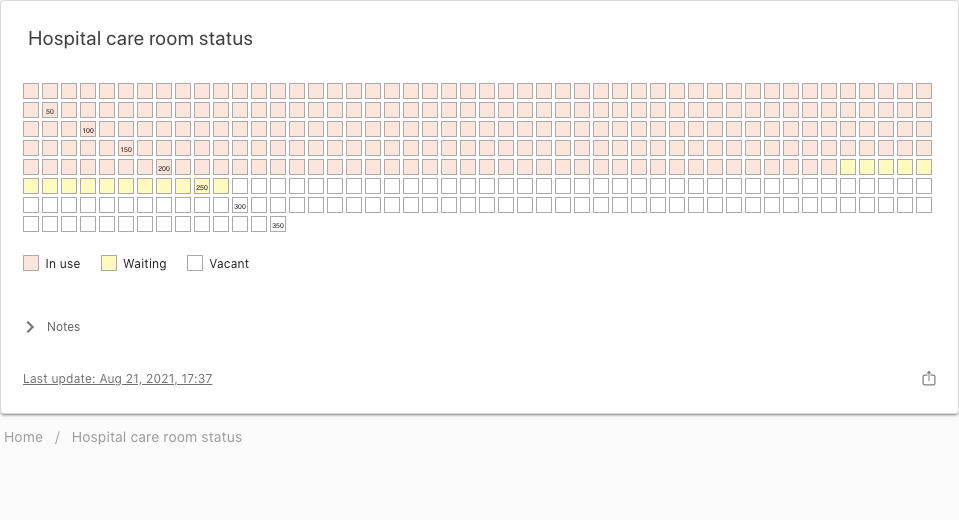 Hospital care room status
50
100
150
200
250
300
350
In use Waiting Vacant
Notes
Last update: Aug 21, 2021, 17:37
Home / Hospital care room status